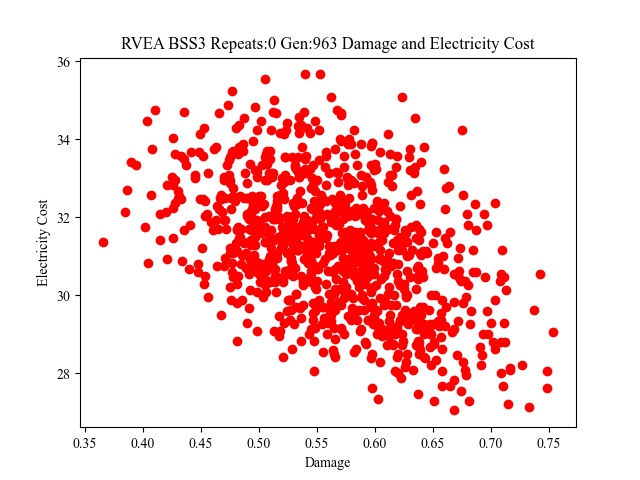 RVEA BSS3 Repeats:0 Gen:963 Damage and Electricity Cost
36
34
32
30
28
Electricity Cost
0.35 0.40 0.45 0.50 0.55 0.60 0.65 0.70 0.75
Damage